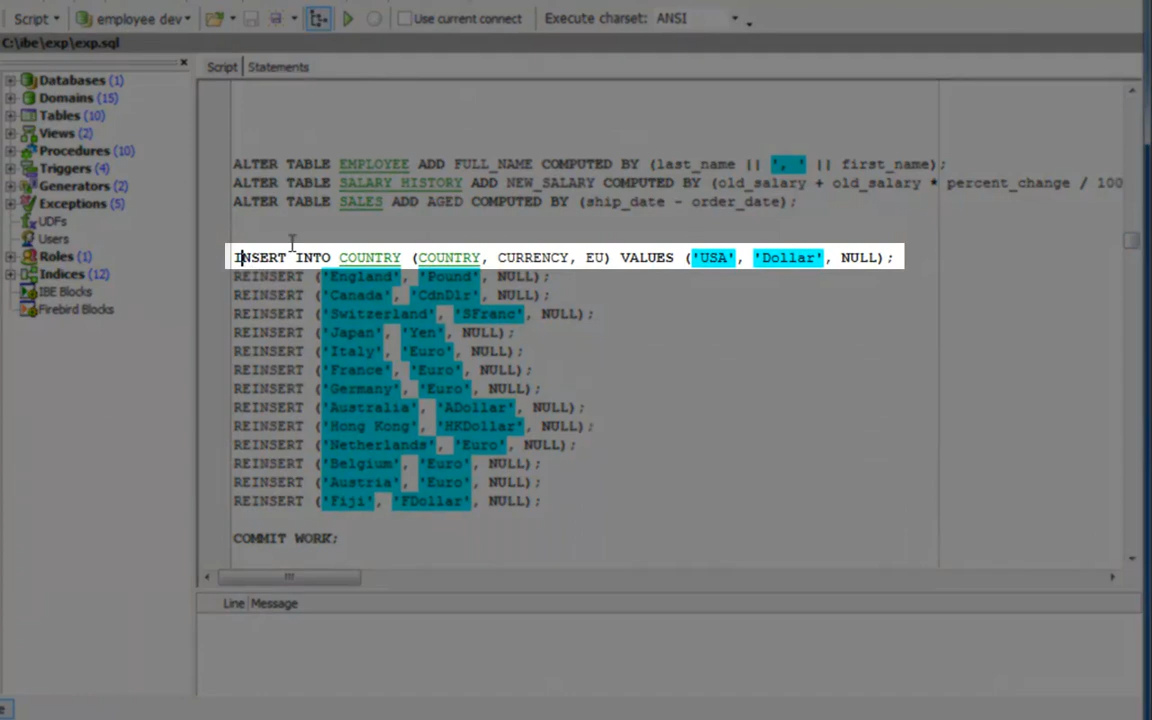 Script employee dev Use current connect Execute charset: ANSI
C:\ibe\exp\exp.sql
Script Statements
Databases (1)
Domains (15)
Tables (10)
Views (2)
Procedures (10)
Triggers (4)
Generators (2)
Exceptions (5)
UDFs
Users
Roles (1)
Indices (12)
IBE Blocks
Firebird Blocks
ALTER TABLE EMPLOYEE ADD FULL_NAME COMPUTED BY (last_name || ', ' || first_name);
ALTER TABLE SALARY_HISTORY ADD NEW_SALARY COMPUTED BY (old_salary + old_salary * percent_change / 100
ALTER TABLE SALES ADD AGED COMPUTED BY (ship_date - order_date);
INSERT INTO COUNTRY (COUNTRY, CURRENCY, EU) VALUES ('USA', 'Dollar', NULL);
REINSERT ('England', 'Pound', NULL);
REINSERT ('Canada', 'CdnDlr', NULL);
REINSERT ('Switzerland', 'SFranc', NULL);
REINSERT ('Japan', 'Yen', NULL);
REINSERT ('Italy', 'Euro', NULL);
REINSERT ('France', 'Euro', NULL);
REINSERT ('Germany', 'Euro', NULL);
REINSERT ('Australia', 'ADollar', NULL);
REINSERT ('Hong Kong', 'HKDollar', NULL);
REINSERT ('Netherlands', 'Euro', NULL);
REINSERT ('Belgium', 'Euro', NULL);
REINSERT ('Austria', 'Euro', NULL);
REINSERT ('Fiji', 'FDollar', NULL);
COMMIT WORK;
Line Message